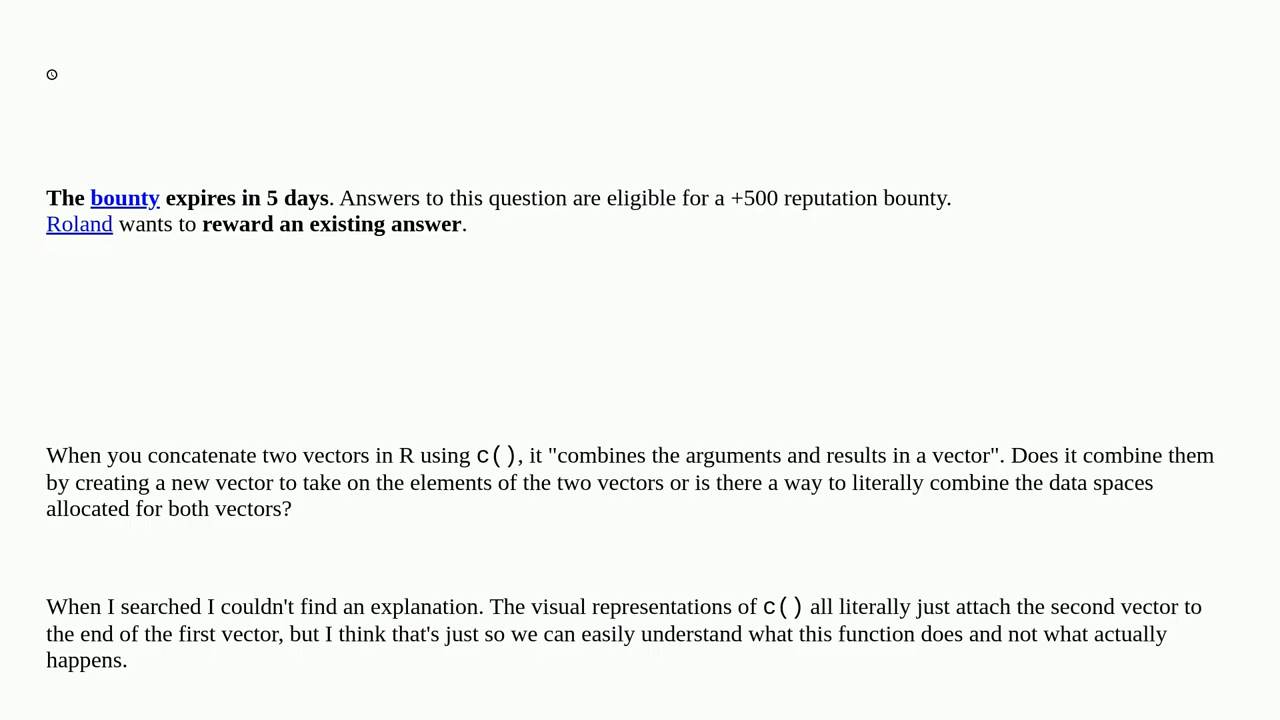 The bounty expires in 5 days. Answers to this question are eligible for a +500 reputation bounty.
Roland wants to reward an existing answer.
When you concatenate two vectors in R using c(), it "combines the arguments and results in a vector". Does it combine them
by creating a new vector to take on the elements of the two vectors or is there a way to literally combine the data spaces
allocated for both vectors?
When I searched I couldn't find an explanation. The visual representations of c() all literally just attach the second vector to
the end of the first vector, but I think that's just so we can easily understand what this function does and not what actually
happens.